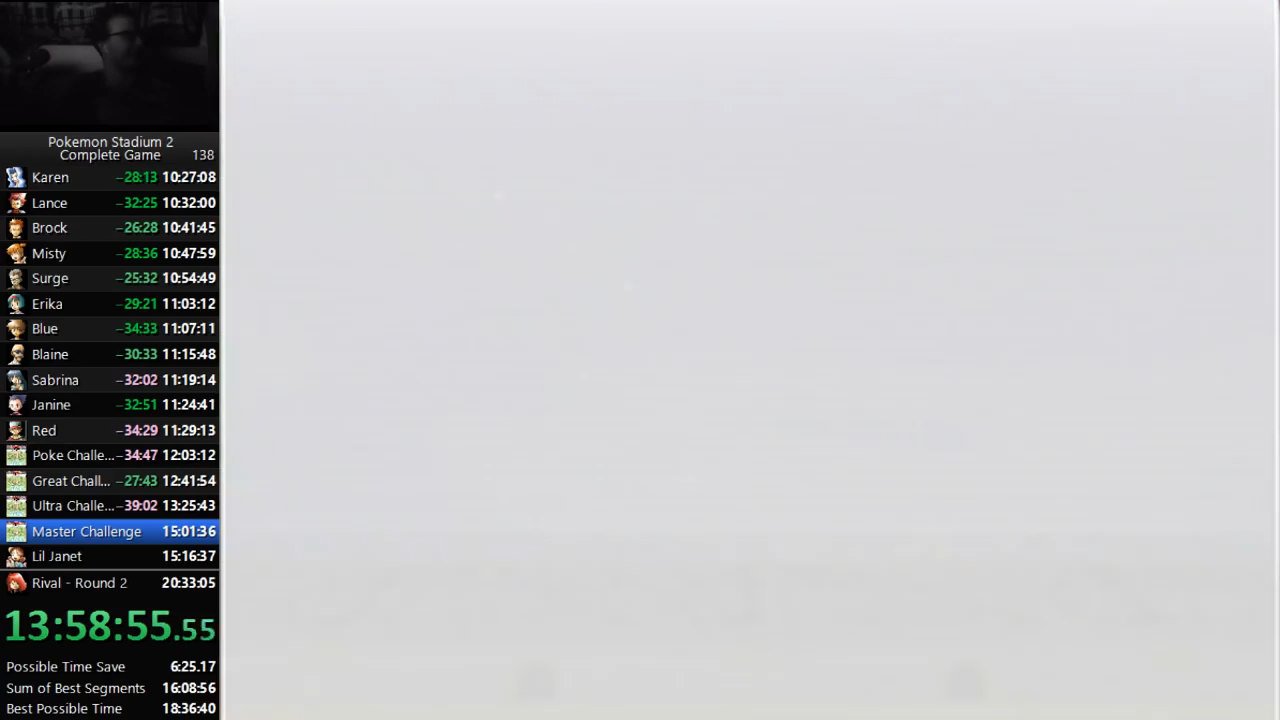 Pokemon Stadium 2
Complete Game 138
Karen −28:13 10:27:08
Lance −32:25 10:32:00
Brock −26:28 10:41:45
Misty −28:36 10:47:59
Surge −25:32 10:54:49
Erika −29:21 11:03:12
Blue −34:33 11:07:11
Blaine −30:33 11:15:48
Sabrina −32:02 11:19:14
Janine −32:51 11:24:41
Red −34:29 11:29:13
Poke Challe... −34:47 12:03:12
Great Chall... −27:43 12:41:54
Ultra Challe... −39:02 13:25:43
Master Challenge 15:01:36
Lil Janet 15:16:37
Rival - Round 2 20:33:05
13:58:55.55
Possible Time Save 6:25.17
Sum of Best Segments 16:08:56
Best Possible Time 18:36:40